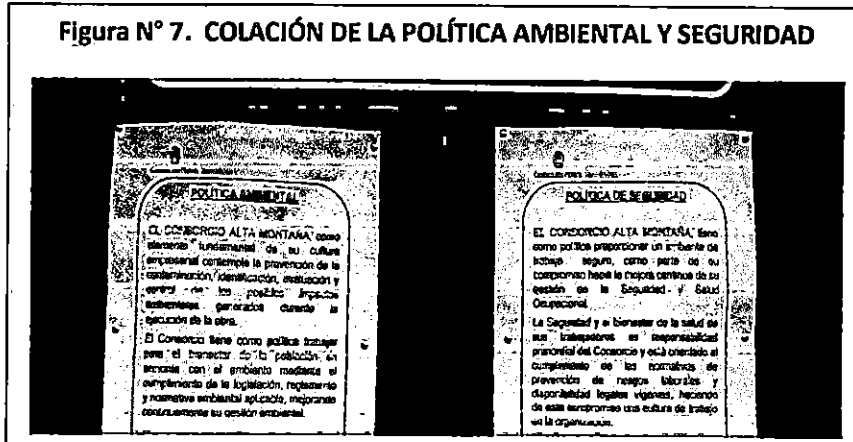 Figura N° 7. COLACIÓN DE LA POLÍTICA AMBIENTAL Y SEGURIDAD
POLÍTICA AMBIENTAL
EL CONSORCIO ALTA MONTAÑA, como
elemento fundamental de su cultura
empresarial contempla la prevención de la
contaminación, identificación, evaluación y
control de los posibles impactos
ambientales generados durante la
ejecución de la obra.
El Consorcio tiene como política trabajar
para el bienestar de la población en
armonía con el ambiente mediante el
cumplimiento de la legislación, reglamento
y normativa ambiental aplicable, mejorando
continuamente su gestión ambiental.
POLÍTICA DE SEGURIDAD
EL CONSORCIO ALTA MONTAÑA, tiene
como política proporcionar un ambiente de
trabajo seguro, como parte de su
compromiso hacia la mejora continua de su
gestión de la Seguridad y Salud
Ocupacional.
La Seguridad y el bienestar de la salud de
sus trabajadores es responsabilidad
primordial del Consorcio y está orientado al
cumplimiento de las normativas de
prevención de riesgos laborales y
disponibilidad legales vigentes, haciendo
de este compromiso una cultura de trabajo
en la organización.